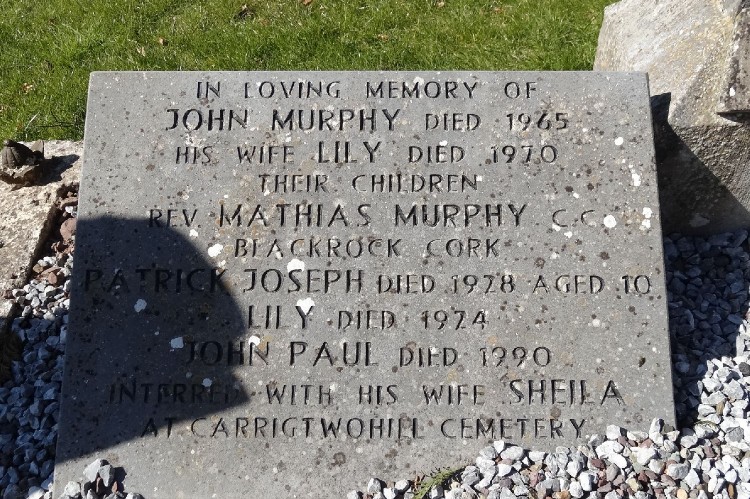 IN LOVING MEMORY OF
JOHN MURPHY DIED 1965
HIS WIFE LILY DIED 1970
THEIR CHILDREN
REV MATHIAS MURPHY C.C.
BLACKROCK CORK
PATRICK JOSEPH DIED 1928 AGED 10
LILY DIED 1974
JOHN PAUL DIED 1990
INTERRED WITH HIS WIFE SHEILA
AT CARRIGTWOHILL CEMETERY